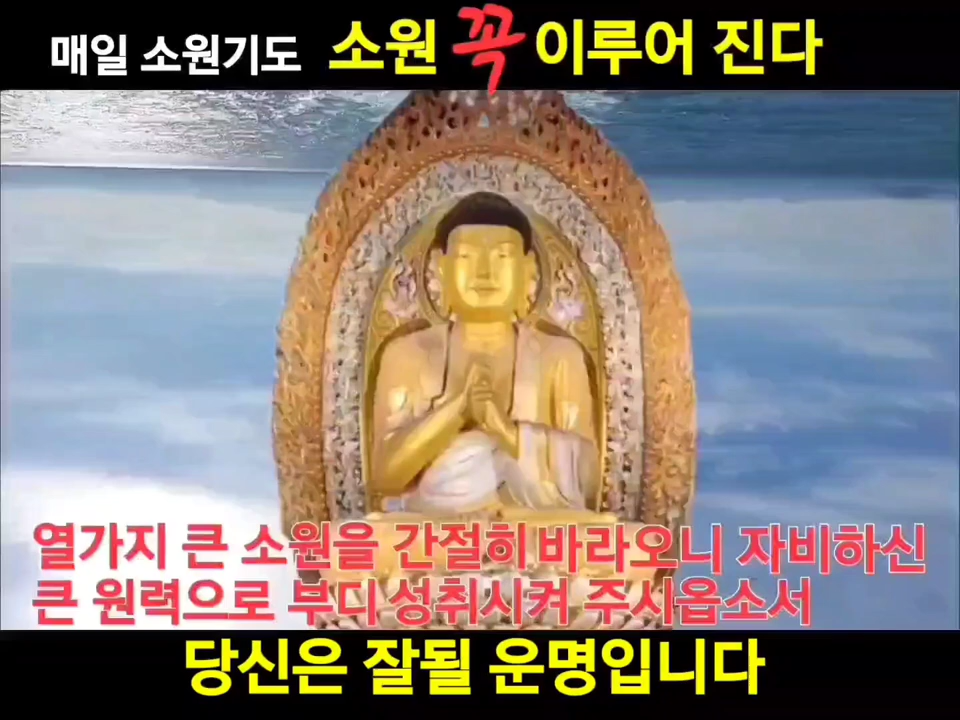 매일 소원기도 소원 꼭 이루어 진다
열가지 큰 소원을 간절히 바라오니 자비하신
큰 원력으로 부디 성취시켜 주시옵소서
당신은 잘될 운명입니다